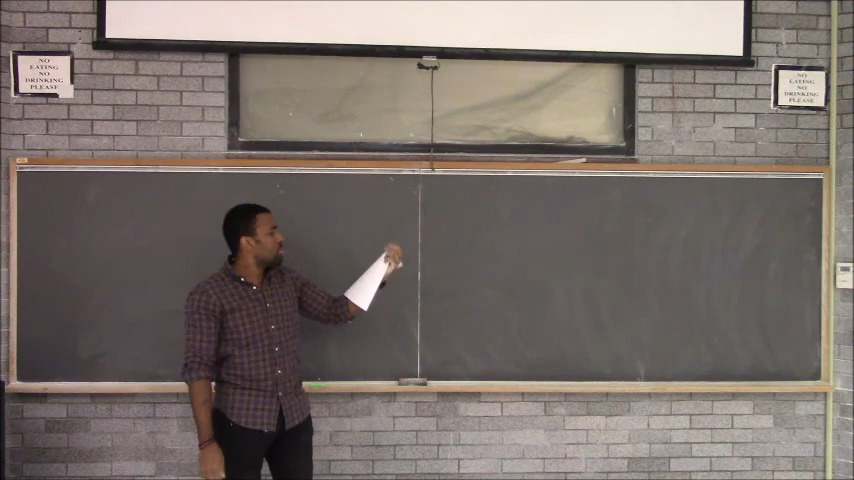 NO
EATING
NO
DRINKING
PLEASE
NO
EATING
NO
DRINKING
PLEASE